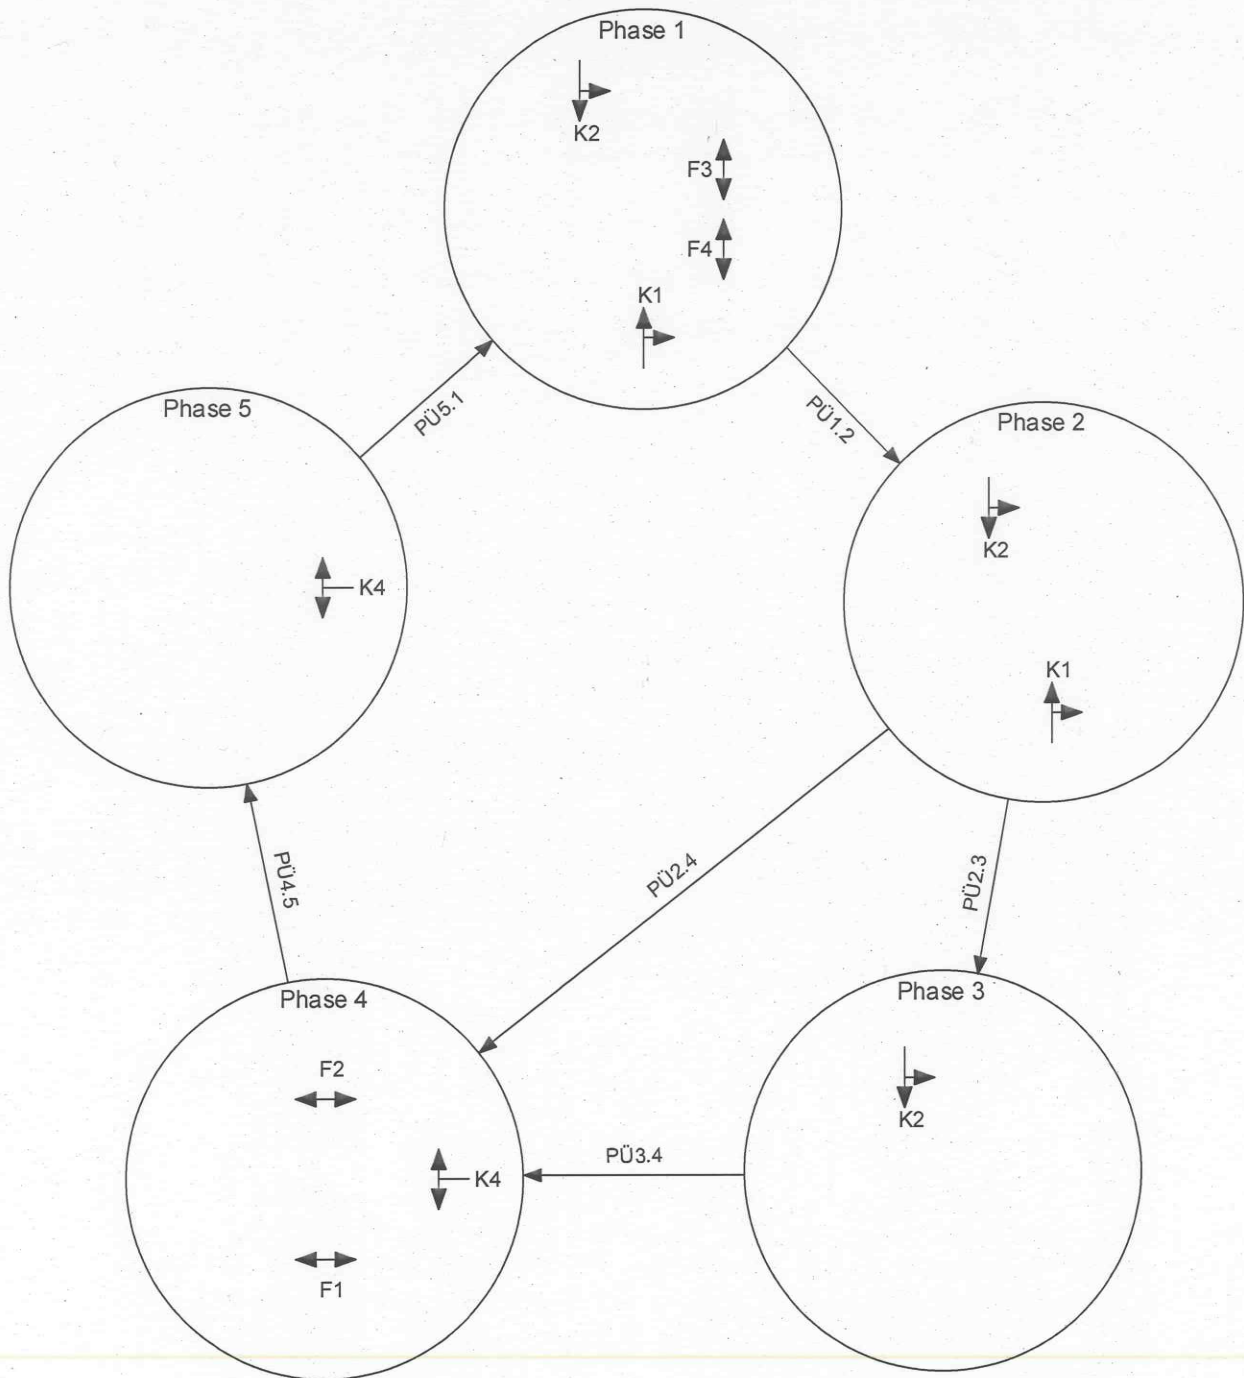 Phase 1
K2
F3
F4
K1
PÜ5.1
PÜ1.2
Phase 5
K4
Phase 2
K2
K1
PÜ4.5
PÜ2.4
PÜ2.3
Phase 4
F2
K4
F1
PÜ3.4
Phase 3
K2